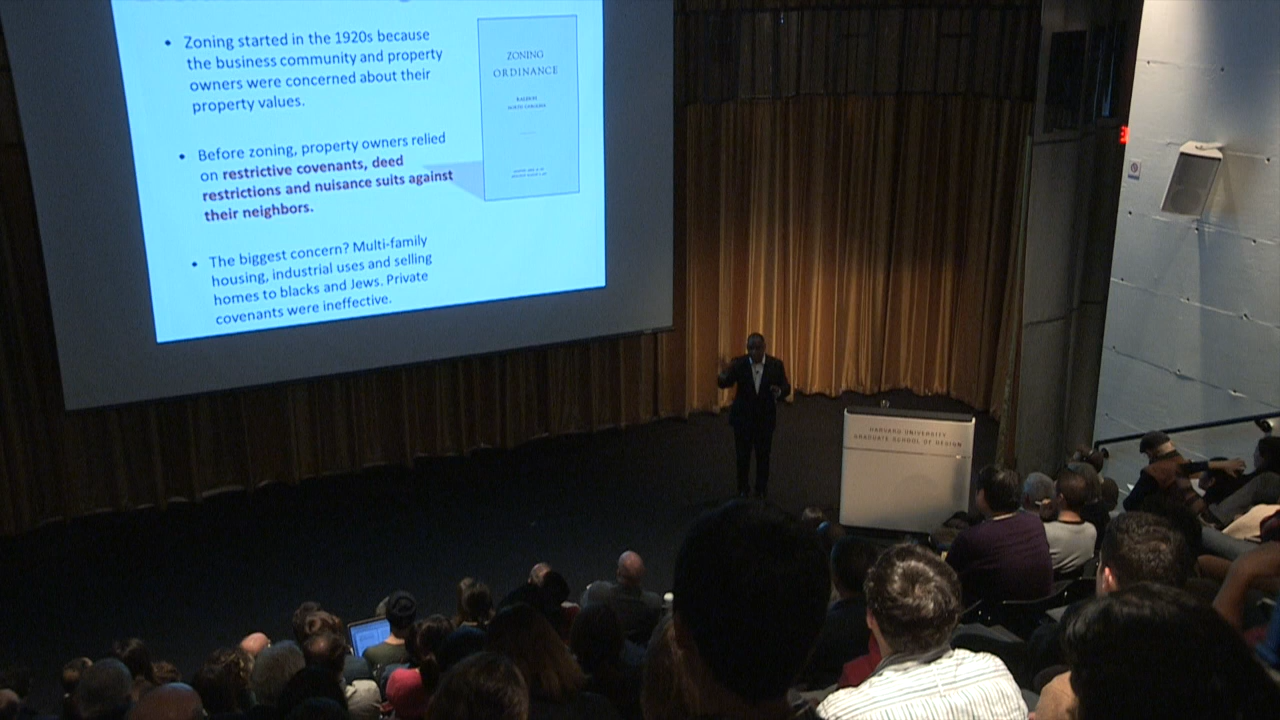 Zoning started in the 1920s because
the business community and property
owners were concerned about their
property values.
Before zoning, property owners relied
on restrictive covenants, deed
restrictions and nuisance suits against
their neighbors.
The biggest concern? Multi-family
housing, industrial uses and selling
homes to blacks and Jews. Private
covenants were ineffective.
ZONING
ORDINANCE
RALEIGH
NORTH CAROLINA
HARVARD UNIVERSITY
GRADUATE SCHOOL OF DESIGN